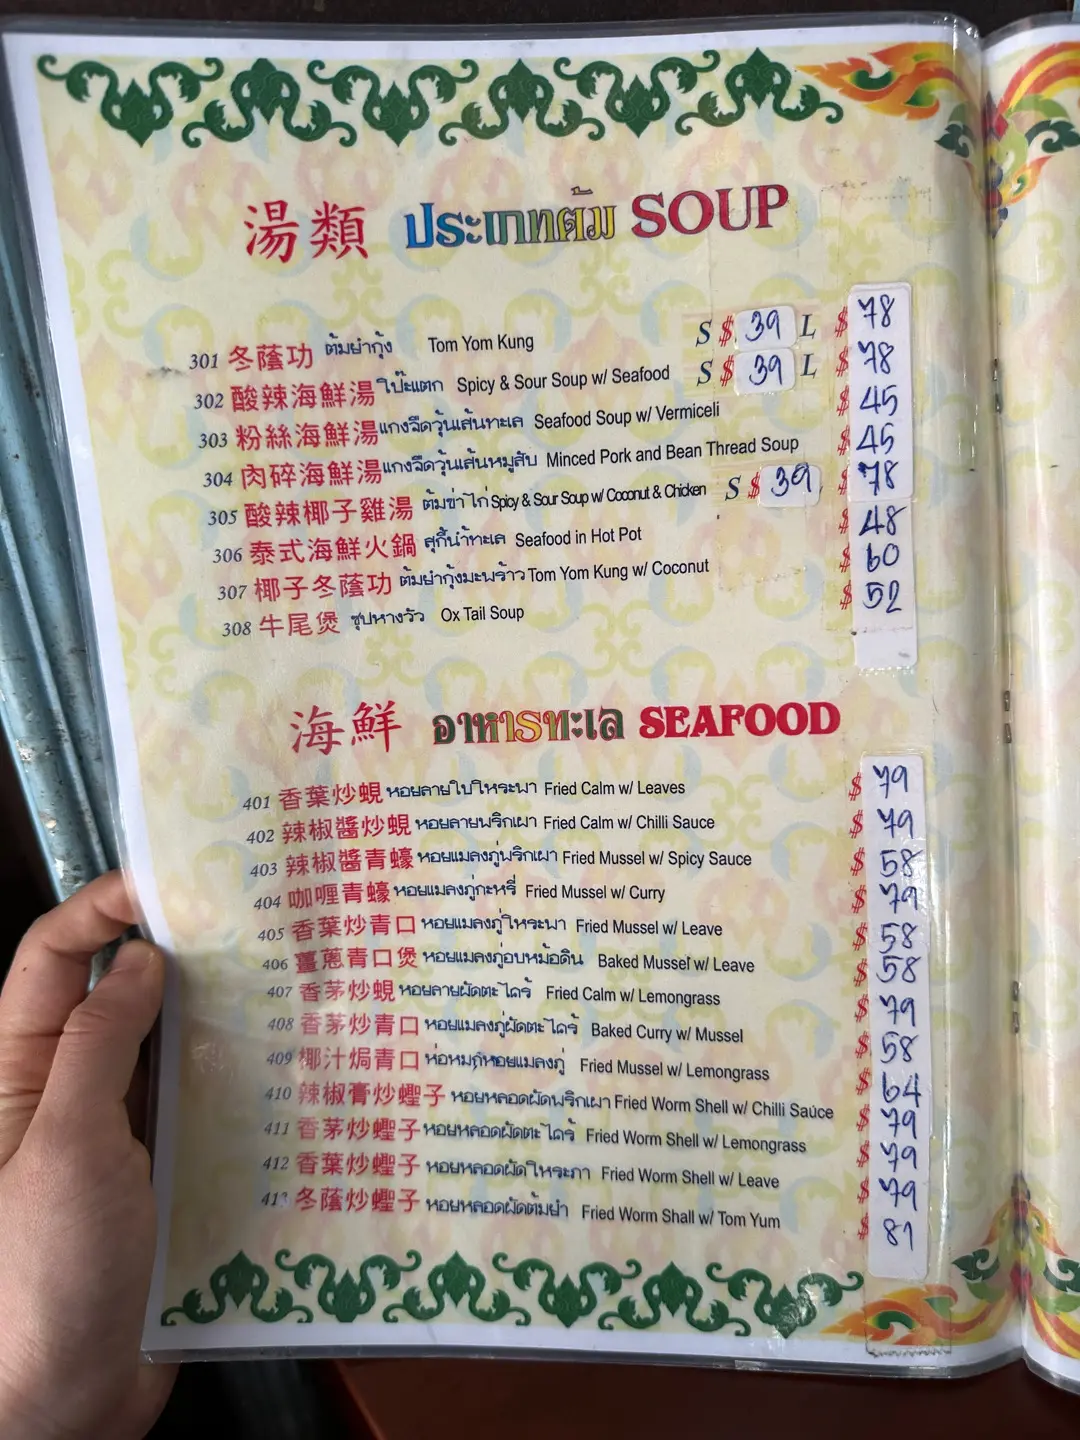 湯類 ประเภทต้ม SOUP
301 冬蔭功 ต้มยำกุ้ง Tom Yom Kung S $ 39 L $ 78
302 酸辣海鮮湯 โป๊ะแตก Spicy & Sour Soup w/ Seafood S $ 39 L $ 78
303 粉絲海鮮湯 แกงจืดวุ้นเส้นทะเล Seafood Soup w/ Vermiceli $ 45
304 肉碎海鮮湯 แกงจืดวุ้นเส้นหมูสับ Minced Pork and Bean Thread Soup $ 45
305 酸辣椰子雞湯 ต้มข่าไก่ Spicy & Sour Soup w/ Coconut & Chicken S $ 39 $ 78
306 泰式海鮮火鍋 สุกี้น้ำทะเล Seafood in Hot Pot $ 48
307 椰子冬蔭功 ต้มยำกุ้งมะพร้าว Tom Yom Kung w/ Coconut $ 60
308 牛尾煲 ซุปหางวัว Ox Tail Soup $ 52
海鮮 อาหารทะเล SEAFOOD
401 香葉炒蜆 หอยลายใบโหระพา Fried Calm w/ Leaves $ 79
402 辣椒醬炒蜆 หอยลายพริกเผา Fried Calm w/ Chilli Sauce $ 79
403 辣椒醬青蠔 หอยแมลงภู่พริกเผา Fried Mussel w/ Spicy Sauce $ 58
404 咖喱青蠔 หอยแมลงภู่กะหรี่ Fried Mussel w/ Curry $ 79
405 香葉炒青口 หอยแมลงภู่โหระพา Fried Mussel w/ Leave $ 58
406 薑蔥青口煲 หอยแมลงภู่อบหม้อดิน Baked Mussel w/ Leave $ 58
407 香茅炒蜆 หอยลายผัดตะไคร้ Fried Calm w/ Lemongrass $ 79
408 香茅炒青口 หอยแมลงภู่ผัดตะไคร้ Baked Curry w/ Mussel $ 58
409 椰汁焗青口 ห่อหมกหอยแมลงภู่ Fried Mussel w/ Lemongrass $ 64
410 辣椒膏炒蟶子 หอยหลอดผัดพริกเผา Fried Worm Shell w/ Chilli Sauce $ 79
411 香茅炒蟶子 หอยหลอดผัดตะไคร้ Fried Worm Shell w/ Lemongrass $ 79
412 香葉炒蟶子 หอยหลอดผัดโหระภา Fried Worm Shell w/ Leave $ 79
413 冬蔭炒蟶子 หอยหลอดผัดต้มยำ Fried Worm Shall w/ Tom Yum $ 81